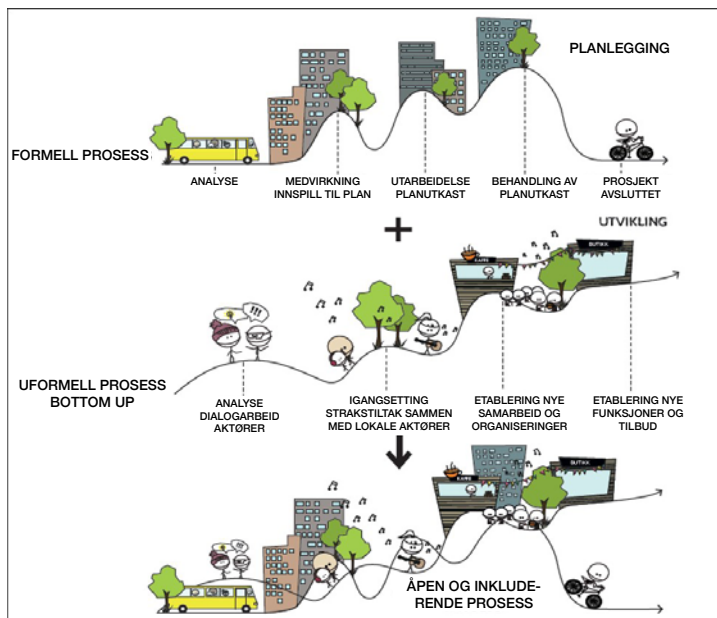 PLANLEGGING
FORMELL PROSESS
ANALYSE
MEDVIRKNING
INNSPILL TIL PLAN
UTARBEIDELSE
PLANUTKAST
BEHANDLING AV
PLANUTKAST
PROSJEKT
AVSLUTTET
+
UTVIKLING
KAFFE
BUTIKK
!!!
UFORMELL PROSESS
BOTTOM UP
ANALYSE
DIALOGARBEID
AKTØRER
IGANGSETTING
STRAKSTILTAK SAMMEN
MED LOKALE AKTØRER
ETABLERING NYE
SAMARBEID OG
ORGANISERINGER
ETABLERING NYE
FUNKSJONER OG
TILBUD
KAFFE
BUTIKK
!!!
ÅPEN OG INKLUDE-
RENDE PROSESS